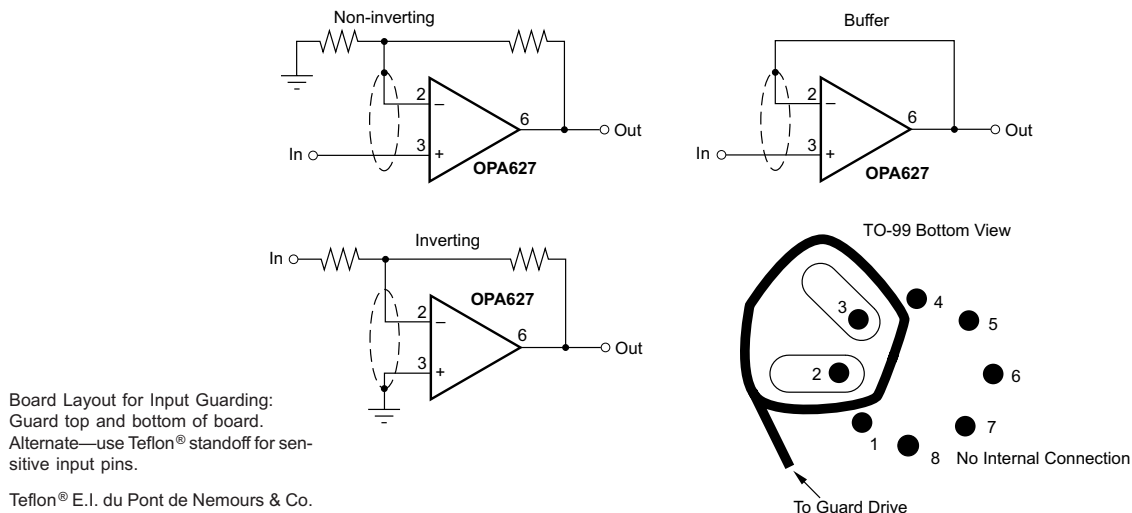 Non-inverting
2
–
3
+
6
In
Out
OPA627
Buffer
2
–
3
+
6
In
Out
OPA627
Inverting
In
OPA627
2
–
3
+
6
Out
TO-99 Bottom View
3
2
4
5
6
7
1
8 No Internal Connection
To Guard Drive
Board Layout for Input Guarding:
Guard top and bottom of board.
Alternate—use Teflon® standoff for sen-
sitive input pins.
Teflon® E.I. du Pont de Nemours & Co.